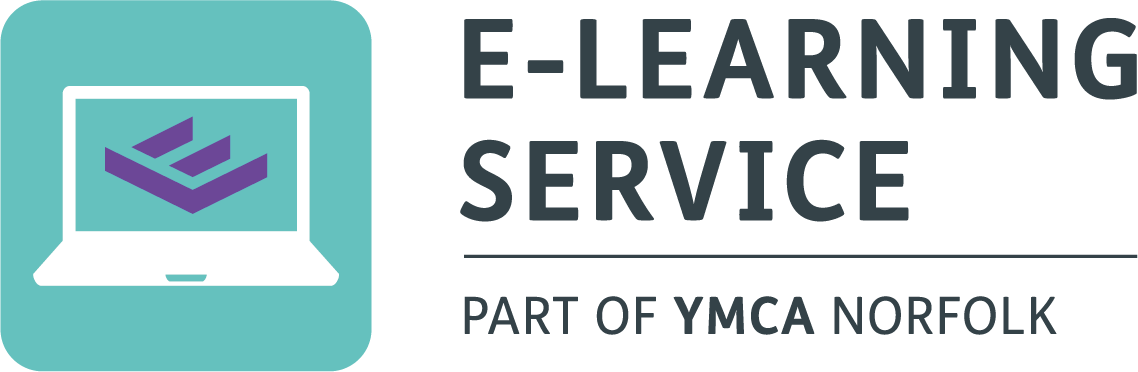 E-LEARNING
SERVICE
PART OF YMCA NORFOLK